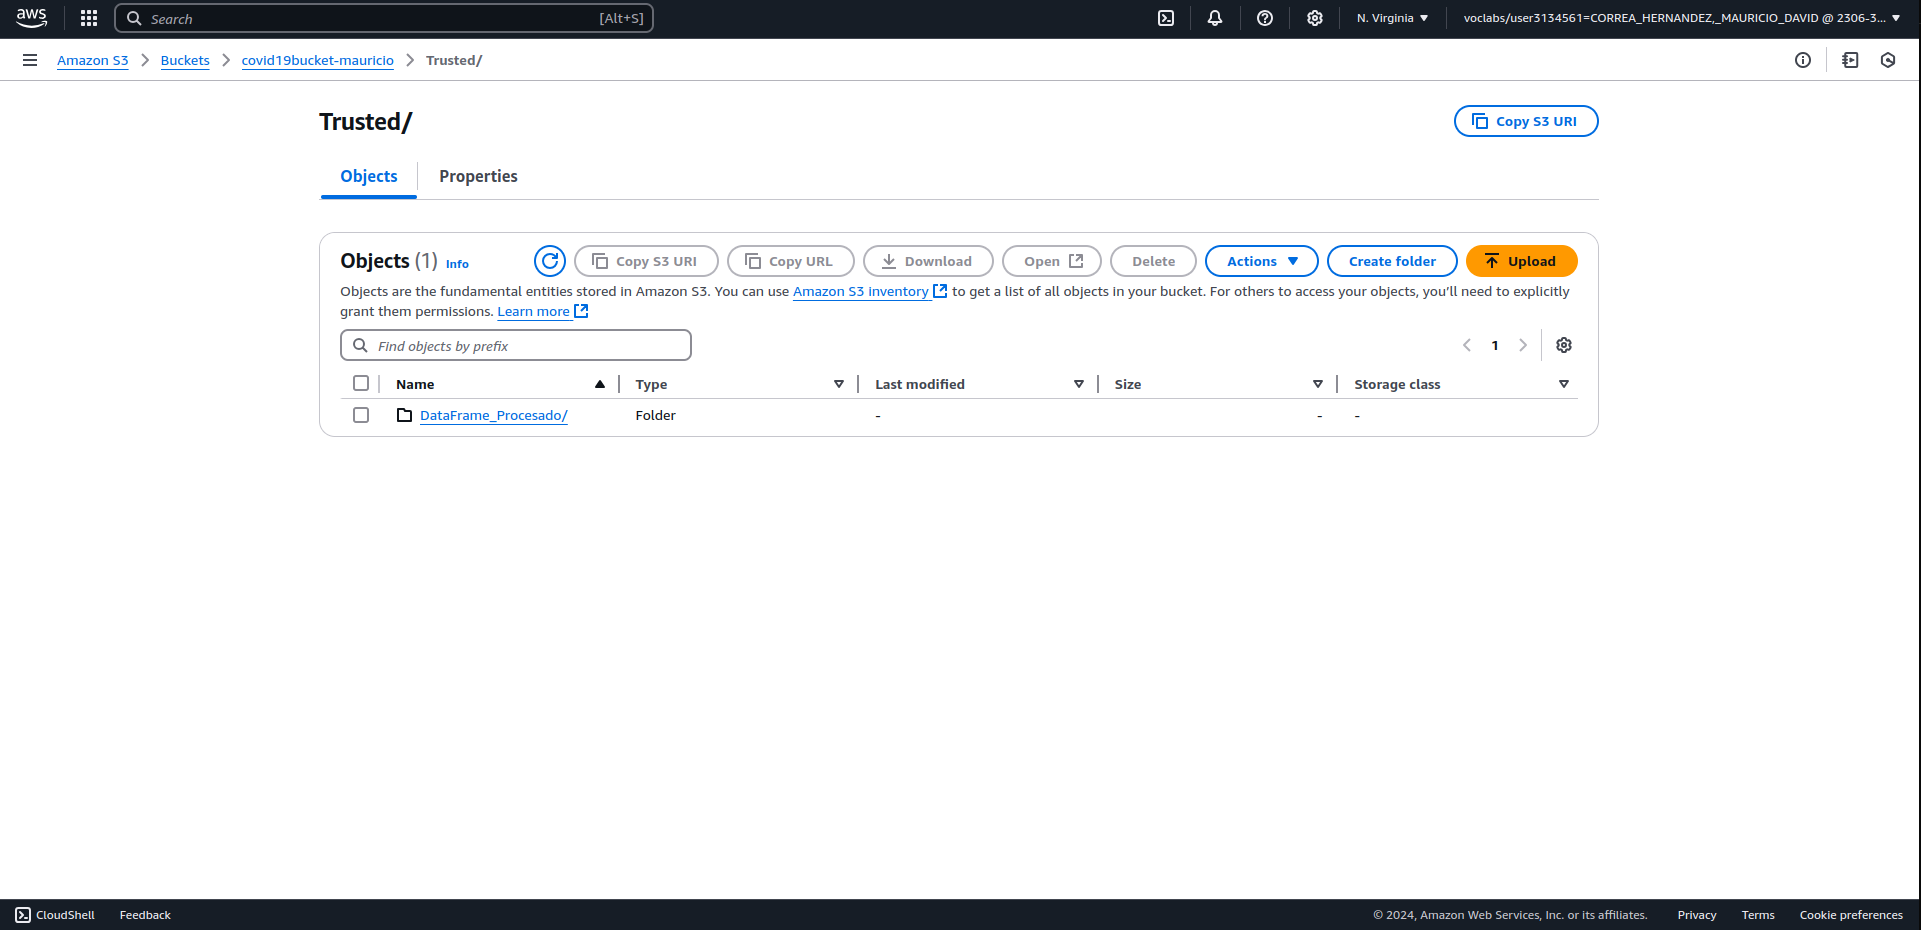 aws
Search [Alt+S]
N. Virginia
voclabs/user3134561=CORREA_HERNANDEZ,_MAURICIO_DAVID @ 2306-3...
Amazon S3
Buckets
covid19bucket-mauricio
Trusted/
Trusted/
Copy S3 URI
Objects
Properties
Objects (1) Info
Copy S3 URI
Copy URL
Download
Open
Delete
Actions
Create folder
Upload
Objects are the fundamental entities stored in Amazon S3. You can use Amazon S3 inventory to get a list of all objects in your bucket. For others to access your objects, you’ll need to explicitly
grant them permissions. Learn more
Find objects by prefix
1
Name Type Last modified Size Storage class
DataFrame_Procesado/ Folder - - -
CloudShell Feedback © 2024, Amazon Web Services, Inc. or its affiliates. Privacy Terms Cookie preferences